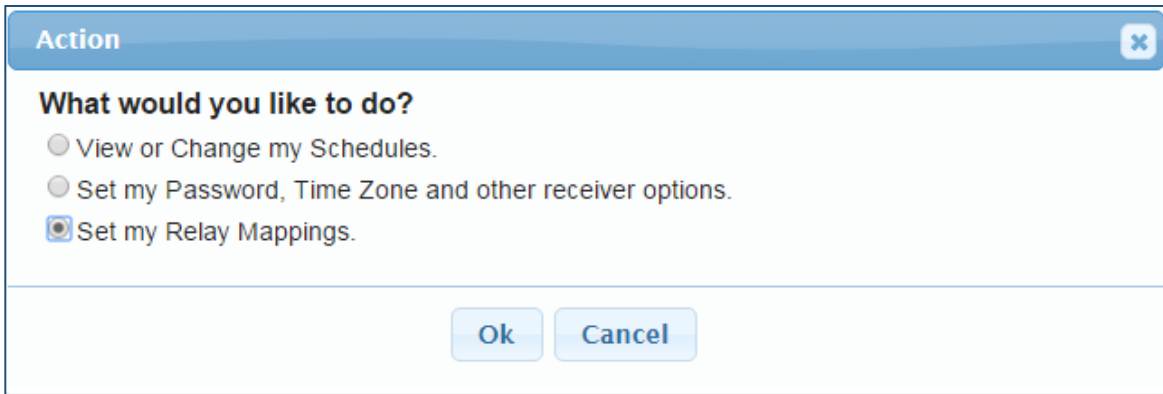 Action
What would you like to do?
View or Change my Schedules.
Set my Password, Time Zone and other receiver options.
Set my Relay Mappings.
Ok Cancel